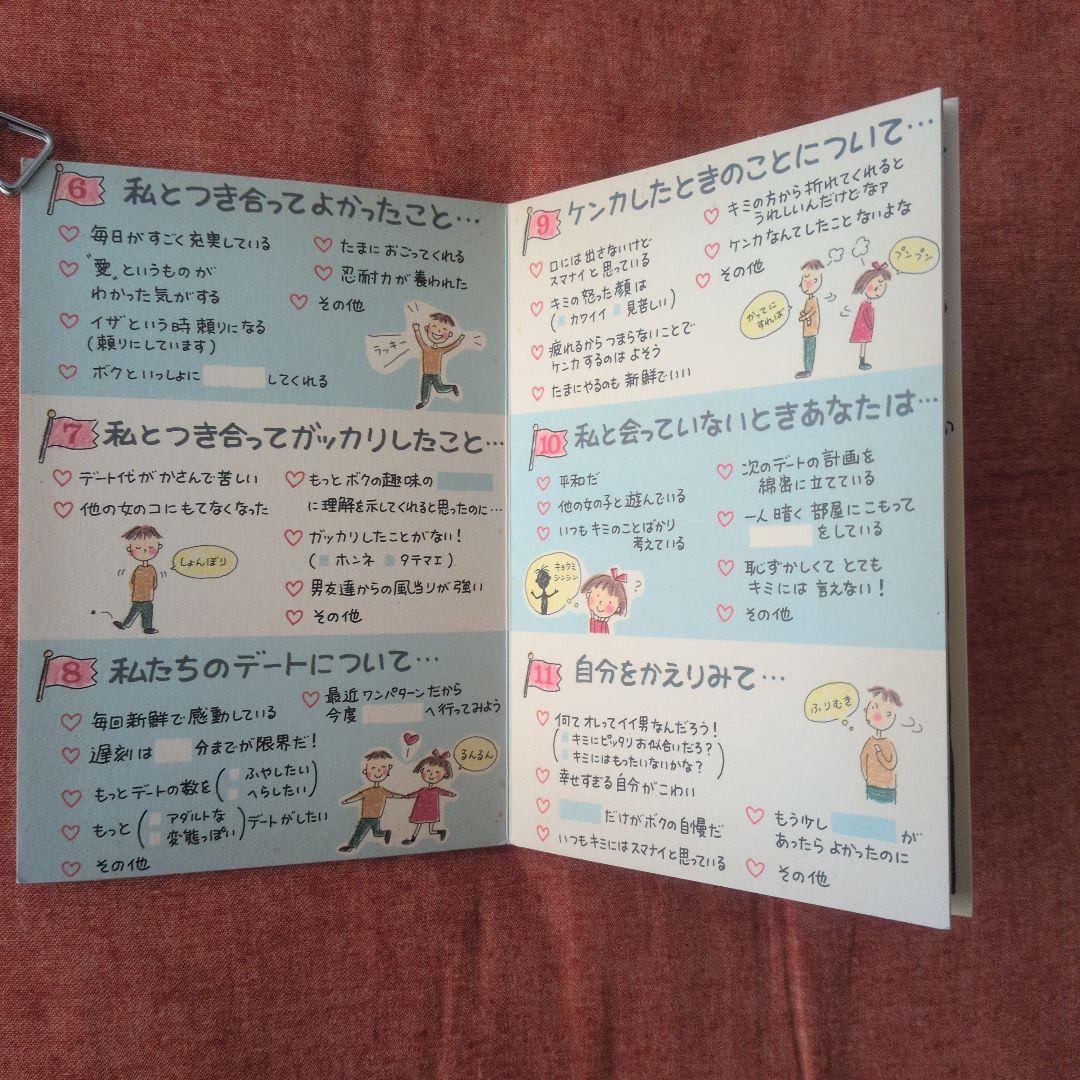 6 私とつき合ってよかったこと…
毎日がすごく充実している
"愛"というものが
わかった気がする
イザという時頼りになる
(頼りにしています)
ボクといっしょに してくれる
たまにおごってくれる
忍耐力が養われた
その他
ラッキー
7 私とつき合ってガッカリしたこと…
デート代がかさんで苦しい
他の女のコにもてなくなった
しょんぼり
もっとボクの趣味の
に理解を示してくれると思ったのに…
ガッカリしたことがない!
(ホンネ タテマエ)
男友達からの風当りが強い
その他
8 私たちのデートについて…
毎回新鮮で感動している
遅刻は 分までが限界だ!
もっとデートの数を(ふやしたい
へらしたい)
もっと(アダルトな
変態っぽい)デートがしたい
その他
最近ワンパターンだから
今度 へ行ってみよう
るんるん
9 ケンカしたときのことについて…
口には出さないけど
スマナイと思っている
キミの怒った顔は
(カワイイ 見苦しい)
疲れるからつまらないことで
ケンカするのはよそう
たまにやるのも新鮮でいい
キミの方から折れてくれると
うれしいんだけどなァ
ケンカなんてしたことないよな
その他
プンプン
かってに
すれば
10 私と会っていないときあなたは…
平和だ
他の女の子と遊んでいる
いつもキミのことばかり
考えている
キョウミ
シンシン
?
次のデートの計画を
綿密に立てている
一人暗く部屋にこもって
をしている
恥ずかしくてとても
キミには言えない!
その他
11 自分をかえりみて…
何てオレってイイ男なんだろう!
(キミにピッタリお似合いだろ?
キミにはもったいないかな?)
幸せすぎる自分がこわい
だけがボクの自慢だ
いつもキミにはスマナイと思っている
ふりむき
もう少し が
あったらよかったのに
その他